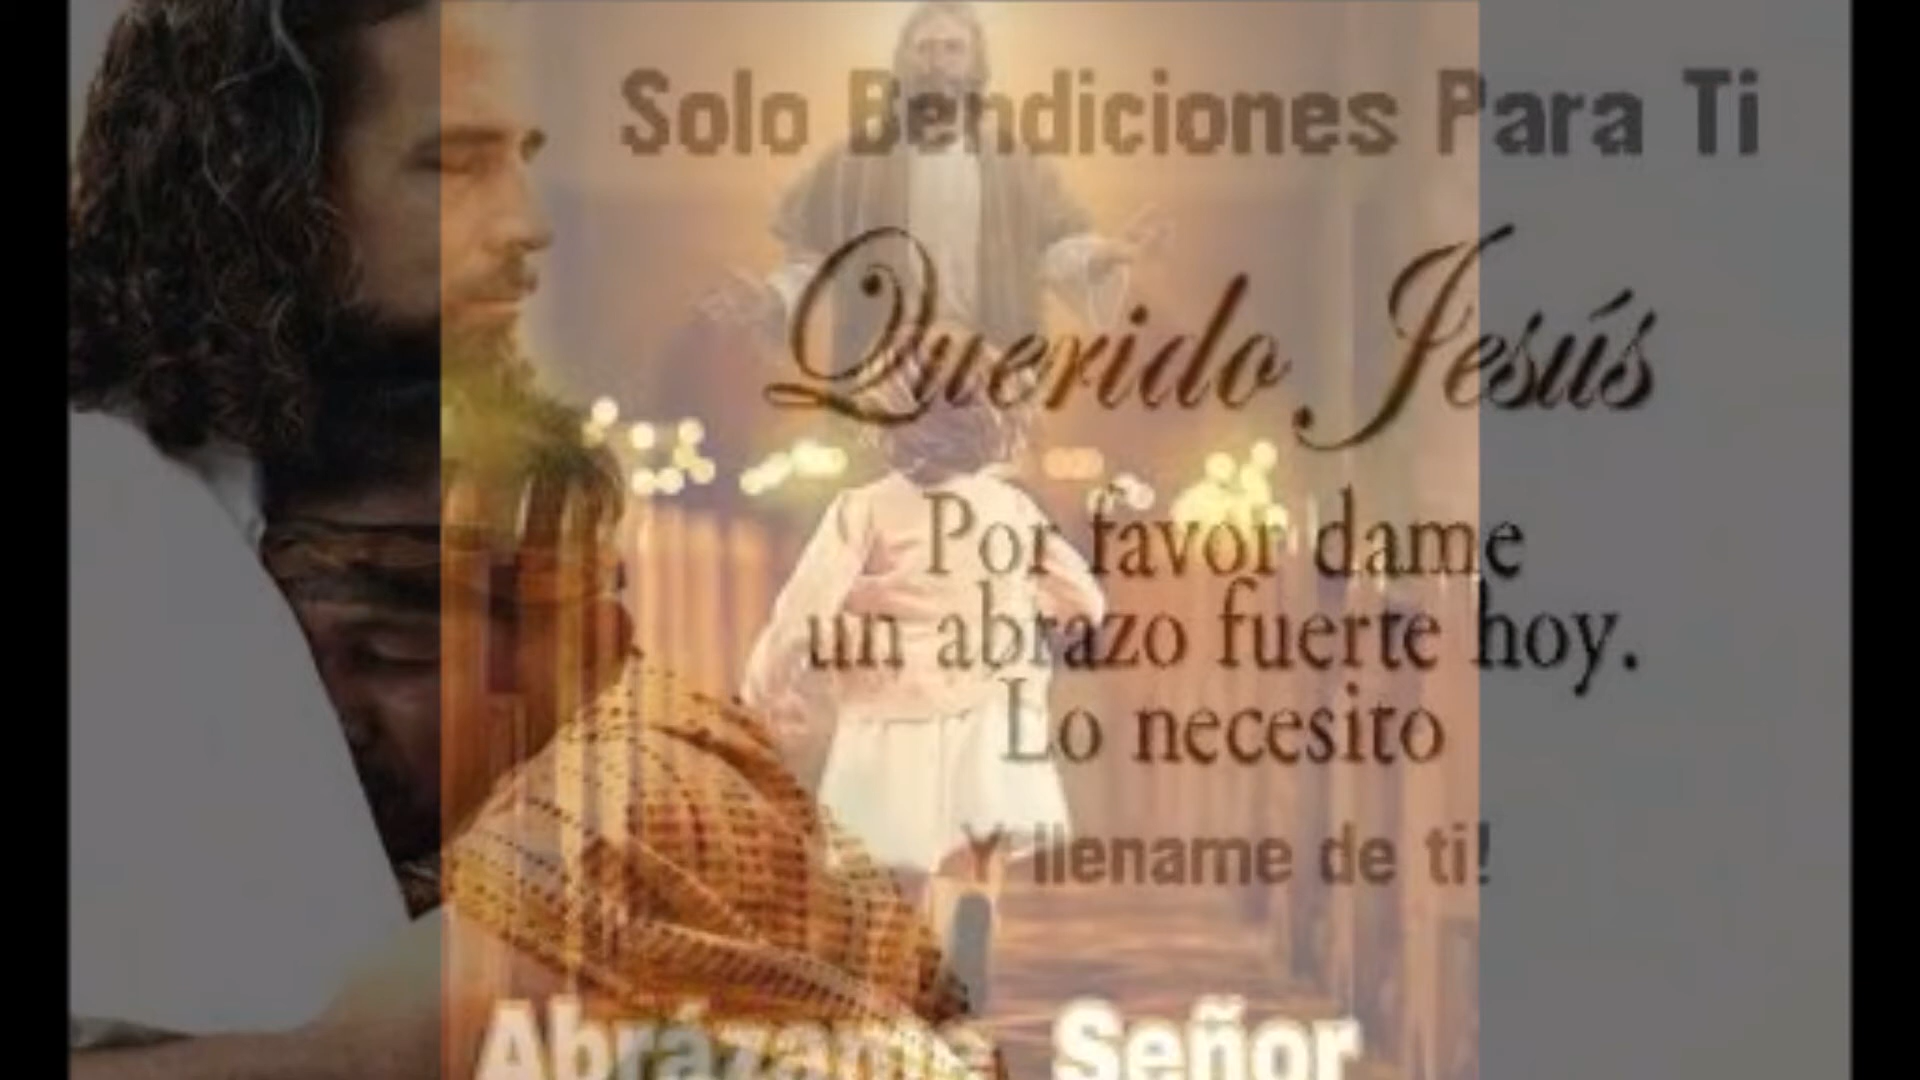 Solo Bendiciones Para Ti
Querido Jesús
Por favor dame
un abrazo fuerte hoy.
Lo necesito
Y llename de ti!
Abrázame Señor